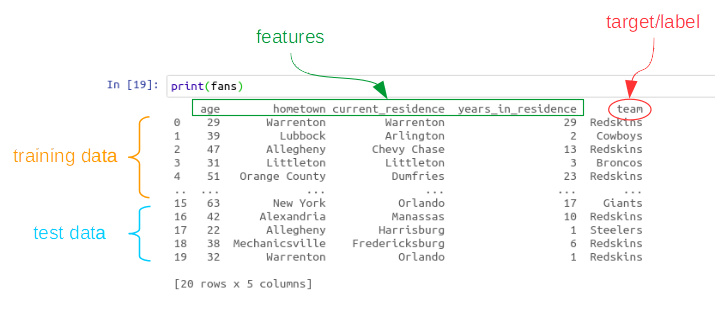 target/label
features
In [19]: print(fans)
age hometown current_residence years_in_residence team
0 29 Warrenton Warrenton 29 Redskins
1 39 Lubbock Arlington 2 Cowboys
2 47 Allegheny Chevy Chase 13 Redskins
training data
3 31 Littleton Littleton 3 Broncos
4 51 Orange County Dumfries 23 Redskins
.. ... ... ... ... ...
15 63 New York Orlando 17 Giants
16 42 Alexandria Manassas 10 Redskins
test data
17 22 Allegheny Harrisburg 1 Steelers
18 38 Mechanicsville Fredericksburg 6 Redskins
19 32 Warrenton Orlando 1 Redskins
[20 rows x 5 columns]